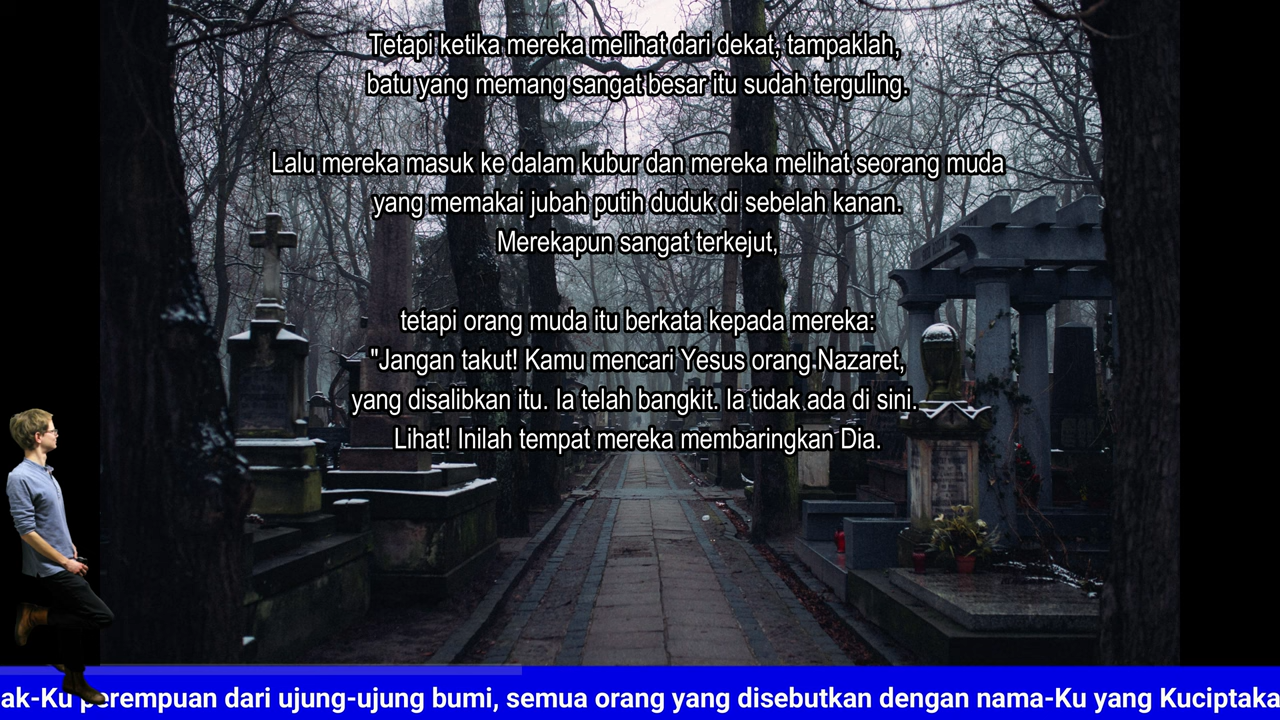 Tetapi ketika mereka melihat dari dekat, tampaklah,
batu yang memang sangat besar itu sudah terguling.
Lalu mereka masuk ke dalam kubur dan mereka melihat seorang muda
yang memakai jubah putih duduk di sebelah kanan.
Merekapun sangat terkejut,
tetapi orang muda itu berkata kepada mereka:
"Jangan takut! Kamu mencari Yesus orang Nazaret,
yang disalibkan itu. Ia telah bangkit. Ia tidak ada di sini.
Lihat! Inilah tempat mereka membaringkan Dia.
ak-Ku perempuan dari ujung-ujung bumi, semua orang yang disebutkan dengan nama-Ku yang Kuciptaka